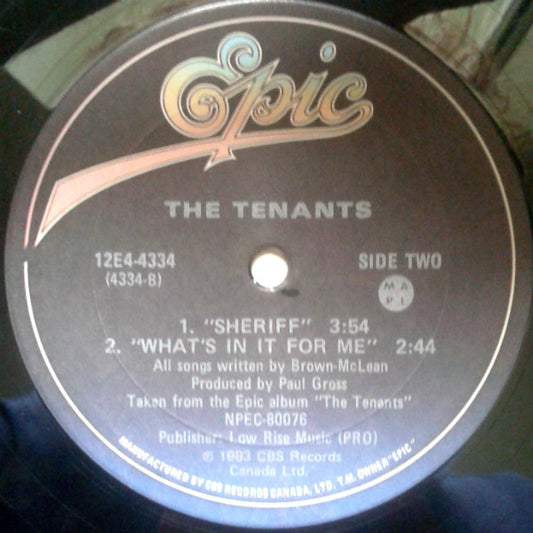 Epic
THE TENANTS
12E4-4334
(4334-B)
SIDE TWO
M A
P L
1. "SHERIFF" 3:54
2. "WHAT'S IN IT FOR ME" 2:44
All songs written by Brown-McLean
Produced by Paul Gross
Taken from the Epic album "The Tenants"
NPEC-80076
Publisher: Low Rise Music (PRO)
© 1983 CBS Records
Canada Ltd.
MANUFACTURED BY CBS RECORDS CANADA, LTD. T.M. OWNER "EPIC"